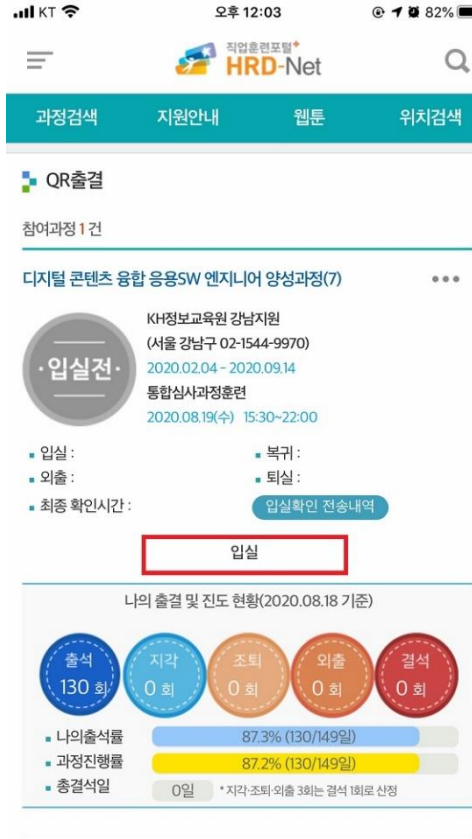 KT 오후 12:03 82%
직업훈련포털
HRD-Net
과정검색 지원안내 웹툰 위치검색
QR출결
참여과정 1 건
디지털 콘텐츠 융합 응용SW 엔지니어 양성과정(7)
·입실전·
KH정보교육원 강남지원
(서울 강남구 02-1544-9970)
2020.02.04 - 2020.09.14
통합심사과정훈련
2020.08.19(수) 15:30~22:00
입실 : 복귀 :
외출 : 퇴실 :
최종 확인시간 : 입실확인 전송내역
입실
나의 출결 및 진도 현황(2020.08.18 기준)
출석 지각 조퇴 외출 결석
130 회 0 회 0 회 0 회 0 회
나의출석률 87.3% (130/149일)
과정진행률 87.2% (130/149일)
총결석일 0일 *지각·조퇴·외출 3회는 결석 1회로 산정